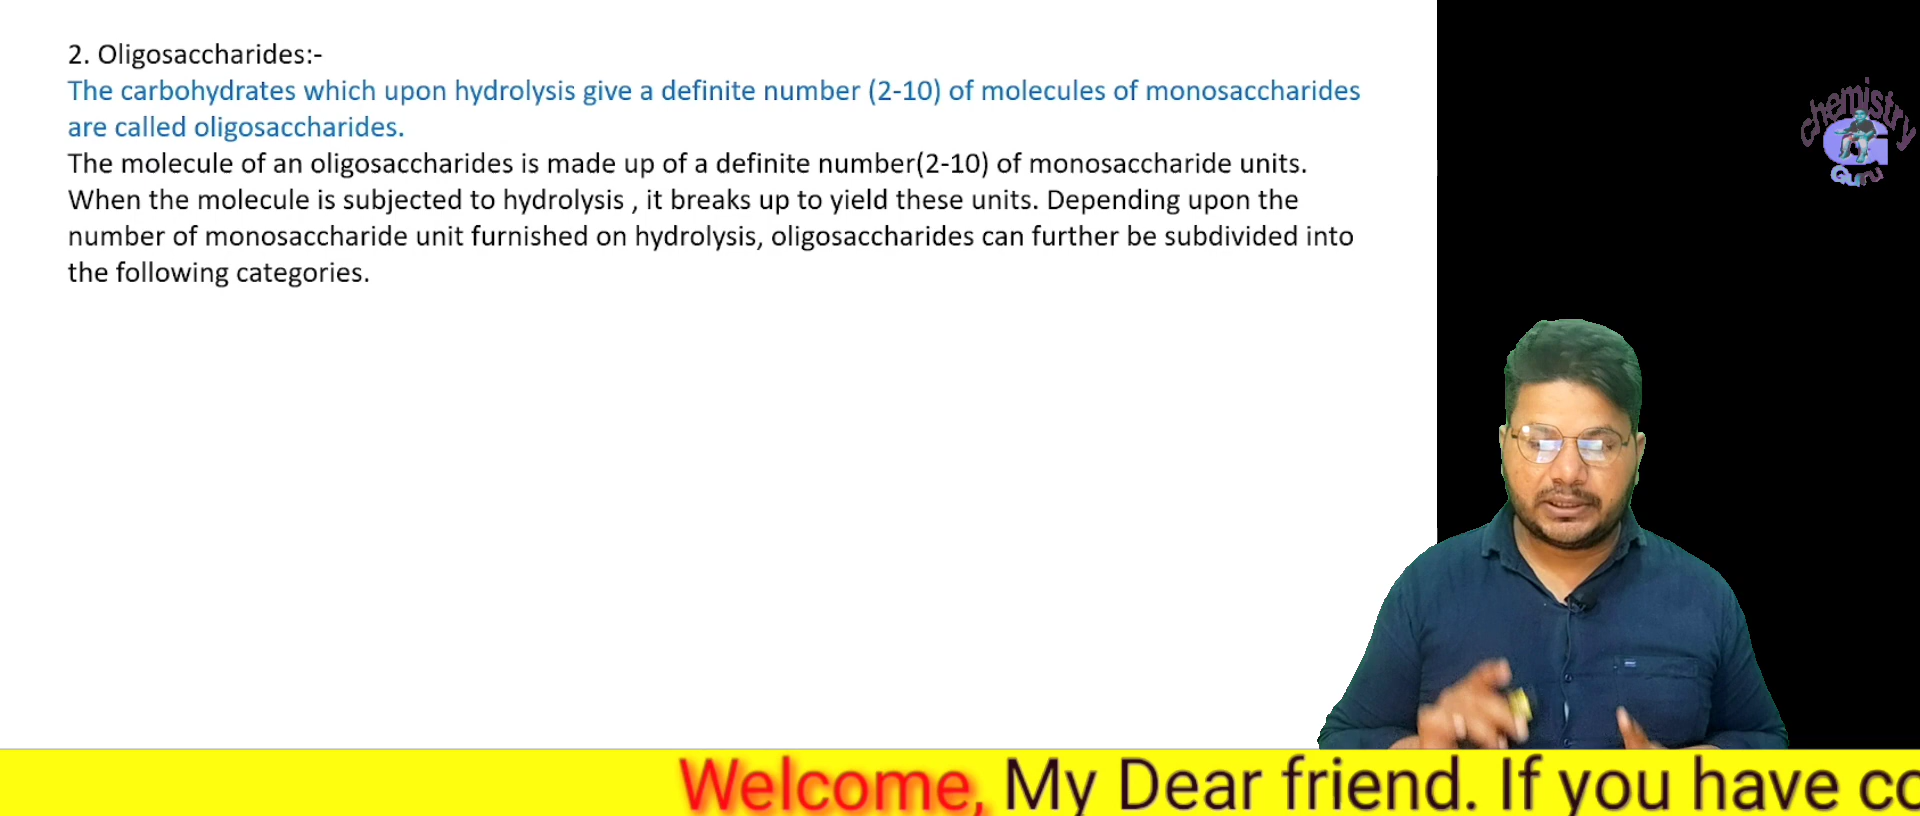 2. Oligosaccharides:-
The carbohydrates which upon hydrolysis give a definite number (2-10) of molecules of monosaccharides
are called oligosaccharides.
The molecule of an oligosaccharides is made up of a definite number(2-10) of monosaccharide units.
When the molecule is subjected to hydrolysis , it breaks up to yield these units. Depending upon the
number of monosaccharide unit furnished on hydrolysis, oligosaccharides can further be subdivided into
the following categories.
chemistry
G
Guru
Welcome, My Dear friend. If you have co